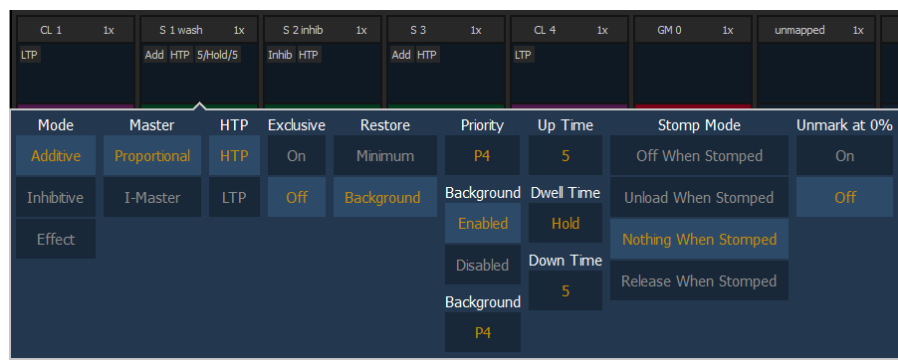 CL 1 1x S 1 wash 1x S 2 inhib 1x S 3 1x CL 4 1x GM 0 1x unmapped 1x
LTP Add HTP 5/Hold/5 Inhib HTP Add HTP LTP
Mode Master HTP Exclusive Restore Priority Up Time Stomp Mode Unmark at 0%
Additive Proportional HTP On Minimum P4 5 Off When Stomped On
Inhibitive I-Master LTP Off Background Background Dwell Time Unload When Stomped Off
Effect Enabled Hold Nothing When Stomped
Disabled Down Time Release When Stomped
Background 5
P4